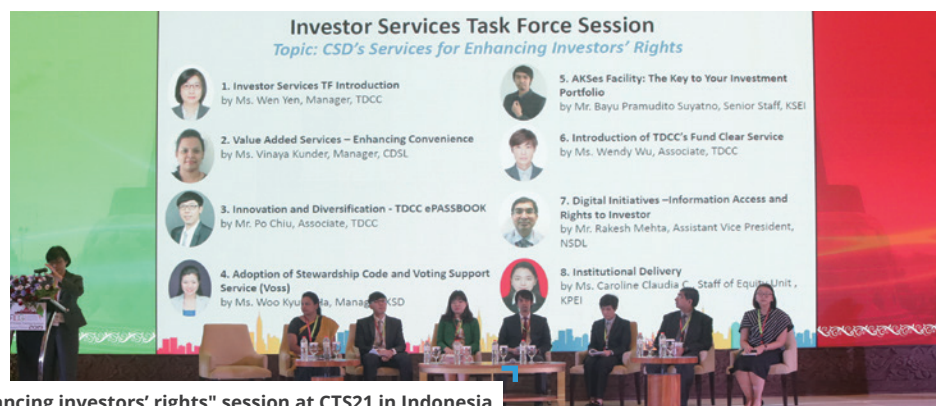 Investor Services Task Force Session
Topic: CSD's Services for Enhancing Investors' Rights
1. Investor Services TF Introduction
by Ms. Wen Yen, Manager, TDCC
2. Value Added Services – Enhancing Convenience
by Ms. Vinaya Kunder, Manager, CDSL
3. Innovation and Diversification - TDCC ePASSBOOK
by Mr. Po Chiu, Associate, TDCC
4. Adoption of Stewardship Code and Voting Support
Service (Voss)
by Ms. Woo KSD
5. AKSes Facility: The Key to Your Investment
Portfolio
by Mr. Bayu Pramudito Suyatno, Senior Staff, KSEI
6. Introduction of TDCC's Fund Clear Service
by Ms. Wendy Wu, Associate, TDCC
7. Digital Initiatives –Information Access and
Rights to Investor
by Mr. Rakesh Mehta, Assistant Vice President,
NSDL
8. Institutional Delivery
by Ms. Caroline Claudia C., Staff of Equity Unit ,
KPEI
investors' rights" session at CTS21 in Indonesia